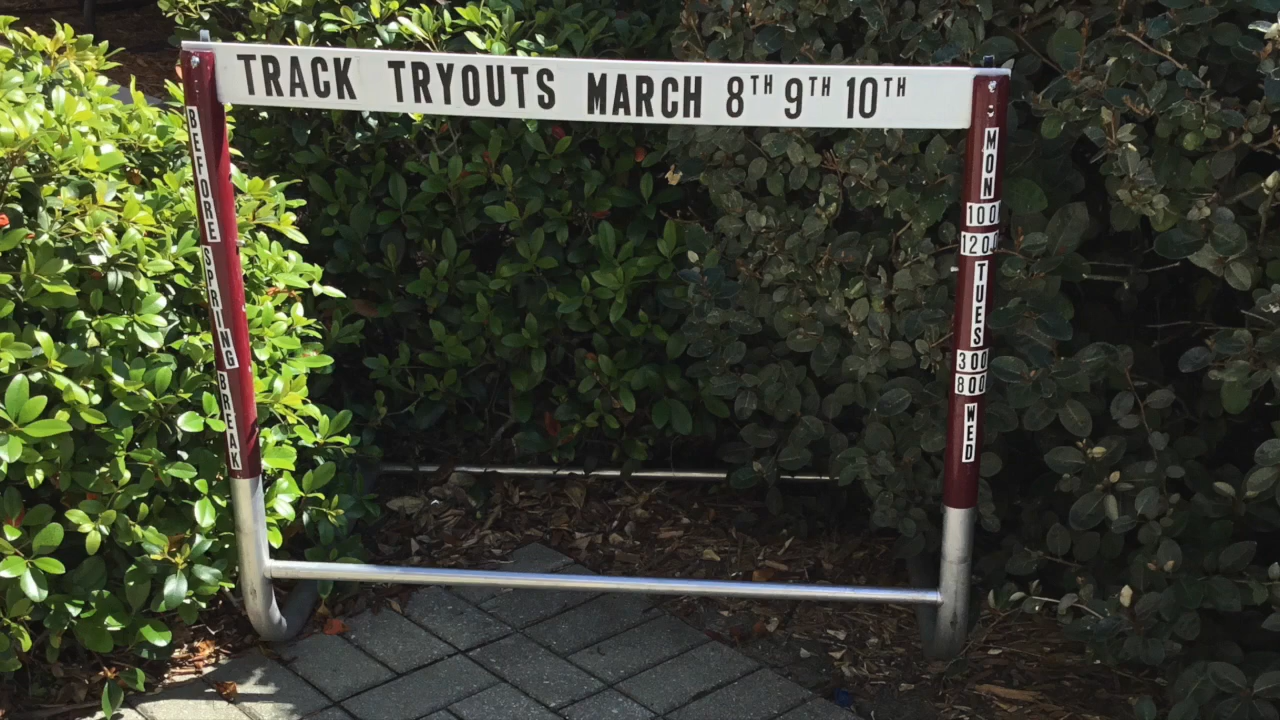 TRACK TRYOUTS MARCH 8TH 9TH 10TH
BEFORE SPRING BREAK
MON
100
1200
TUES
300
800
WED